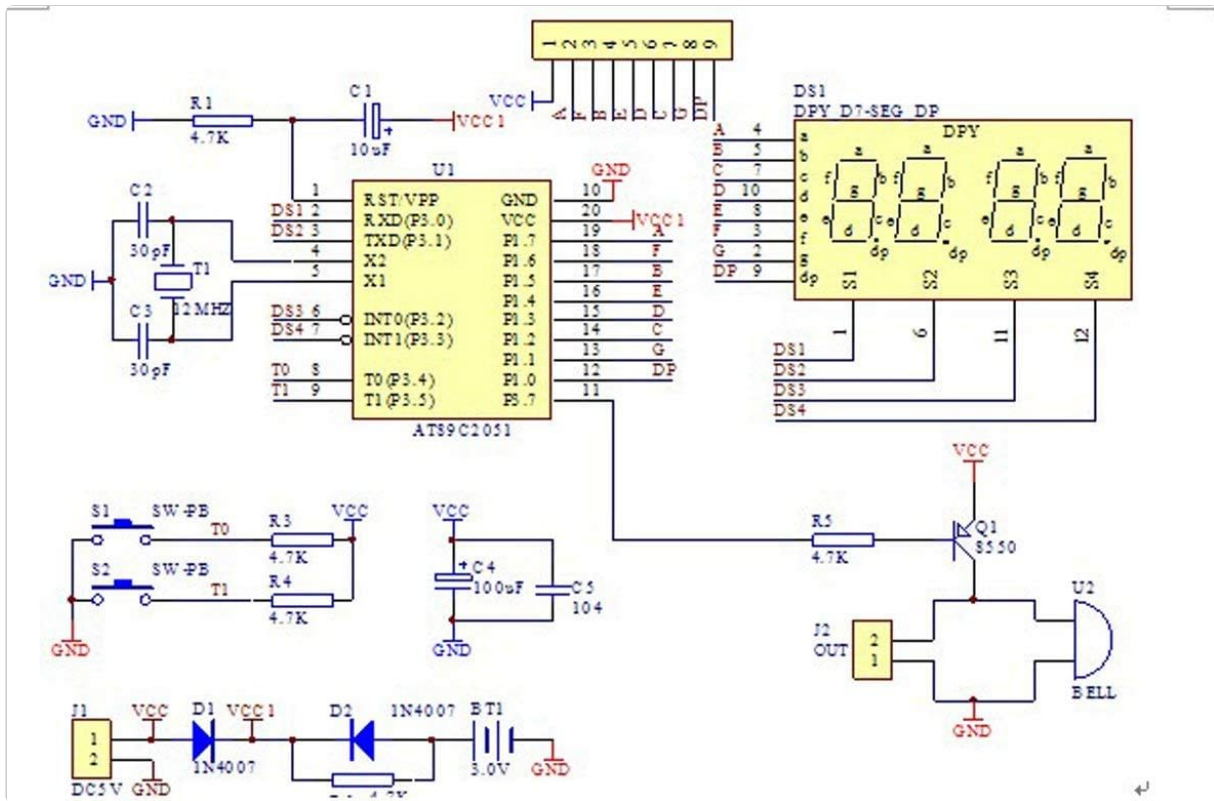 1 2 3 4 5 6 7 8 9
VCC
A F B E D C G DP
R1
4.7K
GND
C1
+
10uF
VCC1
DS1
DPY_D7-SEG_DP
DPY
A 4 a
B 5 b
C 7 c
D 10 d
E 8 e
F 3 f
G 2 g
DP 9 dp
a b c d e f g dp
a b c d e f g dp
a b c d e f g dp
a b c d e f g dp
S1 S2 S3 S4
1 6 11 12
DS1
DS2
DS3
DS4
U1
1 RST/VPP
DS1 2 RXD(P3.0)
DS2 3 TXD(P3.1)
4 X2
5 X1
DS3 6 INT0(P3.2)
DS4 7 INT1(P3.3)
T0 8 T0(P3.4)
T1 9 T1(P3.5)
GND 10 GND
VCC 20 VCC1
P1.7 19 A
P1.6 18 F
P1.5 17 B
P1.4 16 E
P1.3 15 D
P1.2 14 C
P1.1 13 G
P1.0 12 DP
P3.7 11
AT89C2051
C2
30pF
GND
T1
12MHZ
C3
30pF
S1 SW-PB
T0
R3
4.7K
VCC
S2 SW-PB
T1
R4
4.7K
GND
VCC
+
C4
100uF
C5
104
GND
R5
4.7K
VCC
Q1
8550
J2
OUT
2
1
U2
BELL
GND
J1
1
2
DC5V
VCC
GND
D1
1N4007
VCC1
D2
1N4007
4.7K
BT1
3.0V
GND